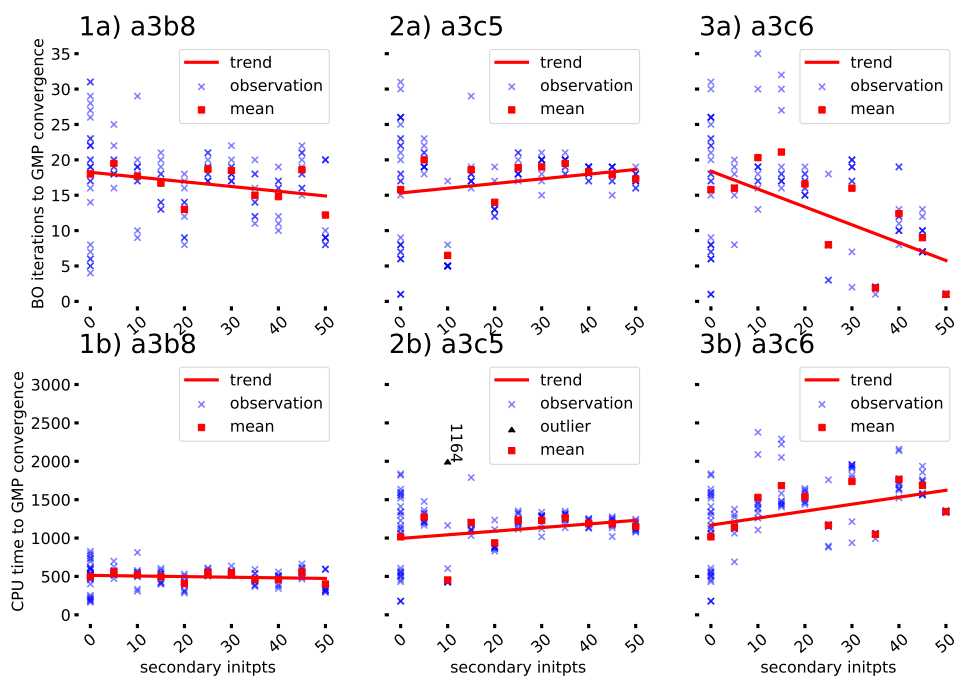 1a) a3b8 2a) a3c5 3a) a3c6
BO iterations to GMP convergence
35
30
25
20
15
10
5
0
trend
observation
mean
trend
observation
mean
trend
observation
mean
0 10 20 30 40 50
0 10 20 30 40 50
0 10 20 30 40 50
1b) a3b8 2b) a3c5 3b) a3c6
CPU time to GMP convergence
3000
2500
2000
1500
1000
500
0
trend
observation
mean
trend
observation
outlier
mean
1164
trend
observation
mean
0 10 20 30 40 50
0 10 20 30 40 50
0 10 20 30 40 50
secondary initpts secondary initpts secondary initpts